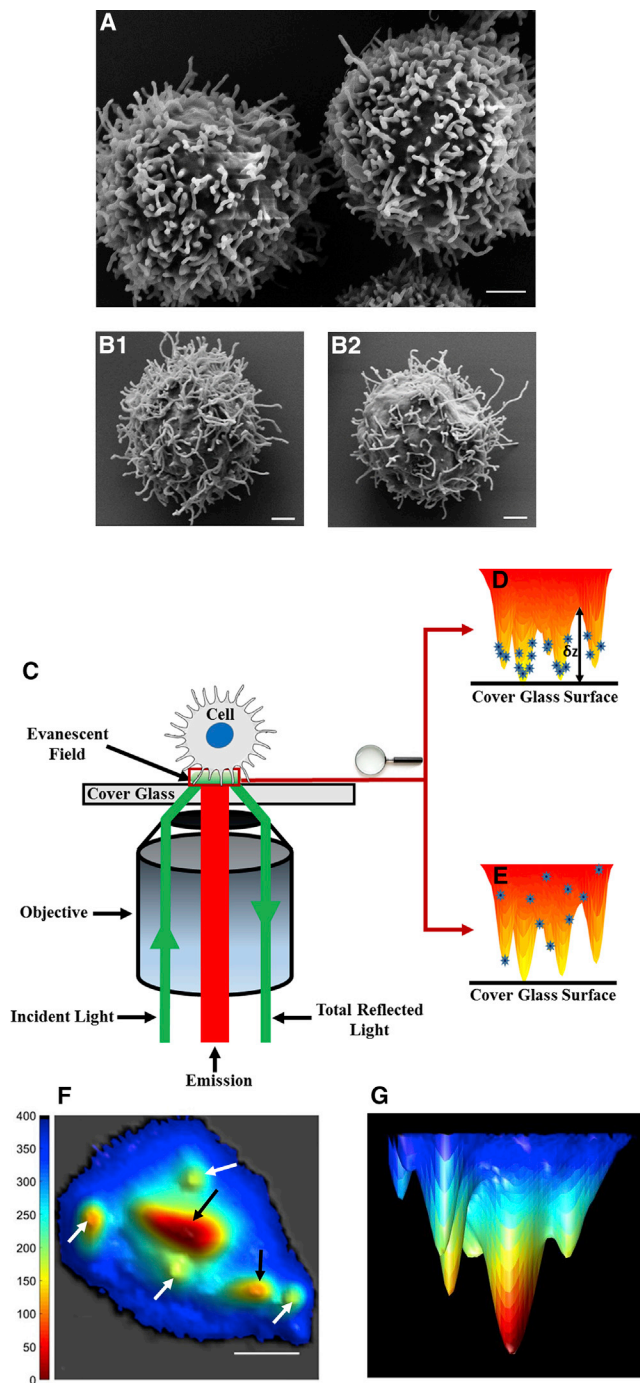 A
B1
B2
C
Cell
Evanescent
Field
Cover Glass
Objective
Incident Light
Total Reflected
Light
Emission
D
δz
Cover Glass Surface
E
Cover Glass Surface
F
400
350
300
250
200
150
100
50
0
G